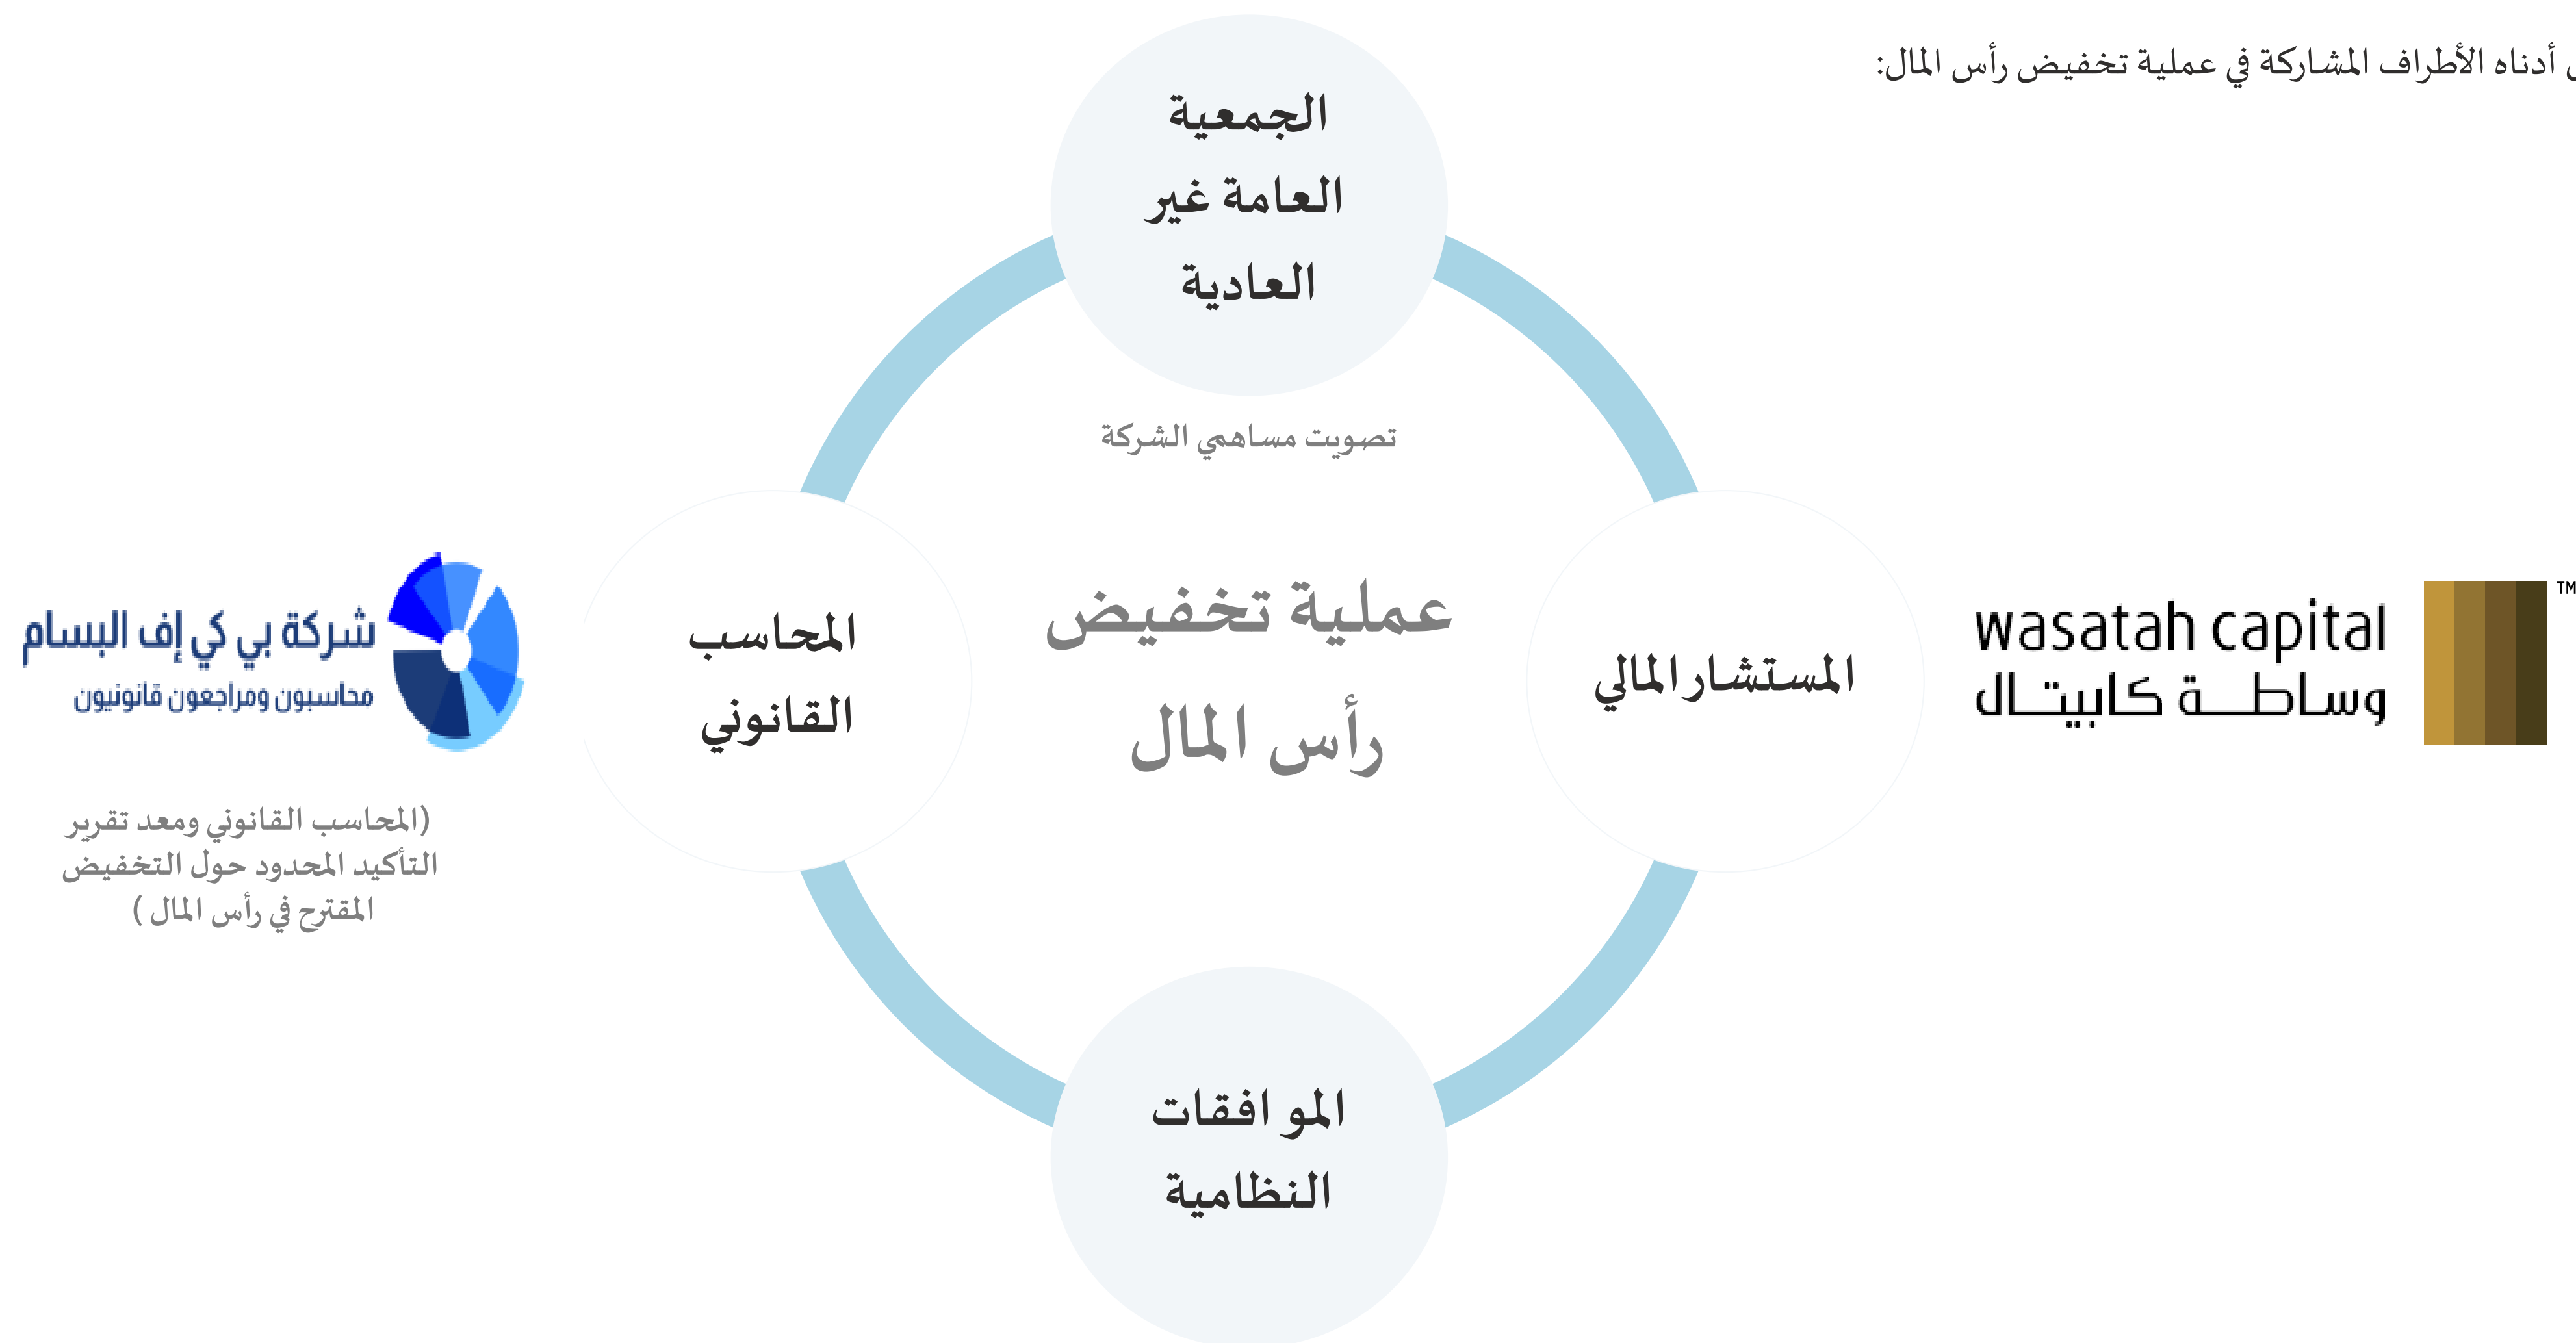 أدناه الأطراف المشاركة في عملية تخفيض رأس المال:
الجمعية
العامة غير
العادية
تصويت مساهمي الشركة
عملية تخفيض
رأس المال
المستشار المالي
wasatah capital
وساطة كابيتال
TM
المحاسب
القانوني
شركة بي كي إف البسام
محاسبون ومراجعون قانونيون
(المحاسب القانوني ومعد تقرير
التأكيد المحدود حول التخفيض
المقترح في رأس المال )
الموافقات
النظامية